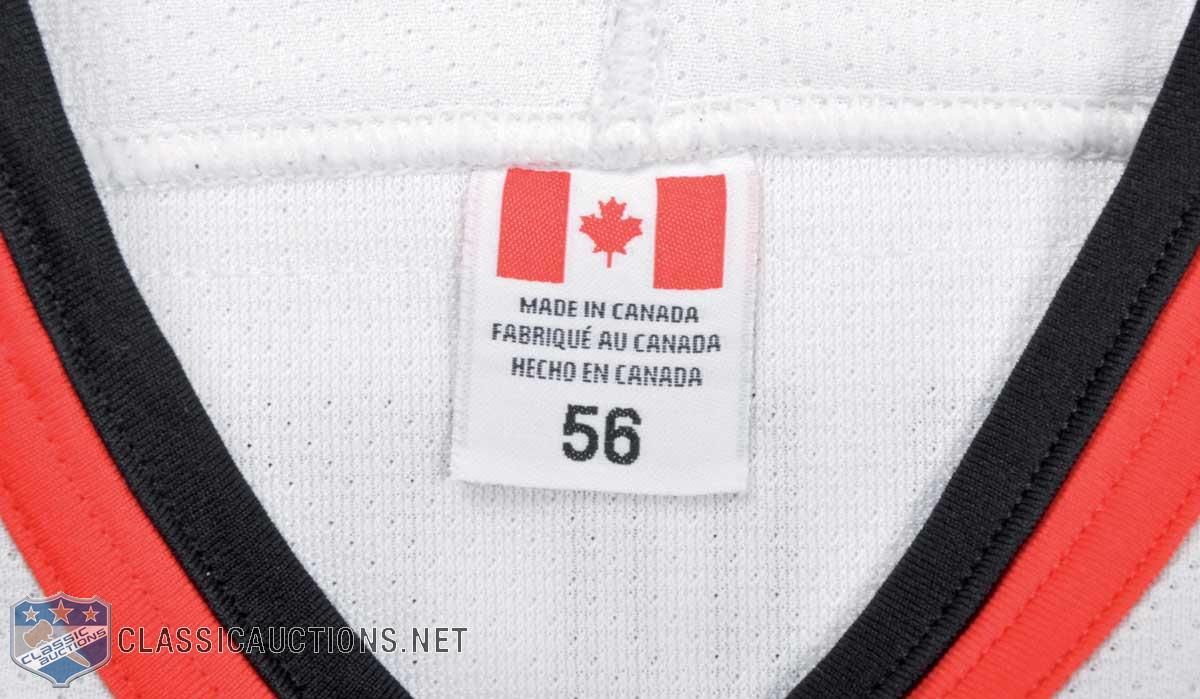 MADE IN CANADA
FABRIQUÉ AU CANADA
HECHO EN CANADA
56
CLASSIC
AUCTIONS
CLASSICAUCTIONS.NET